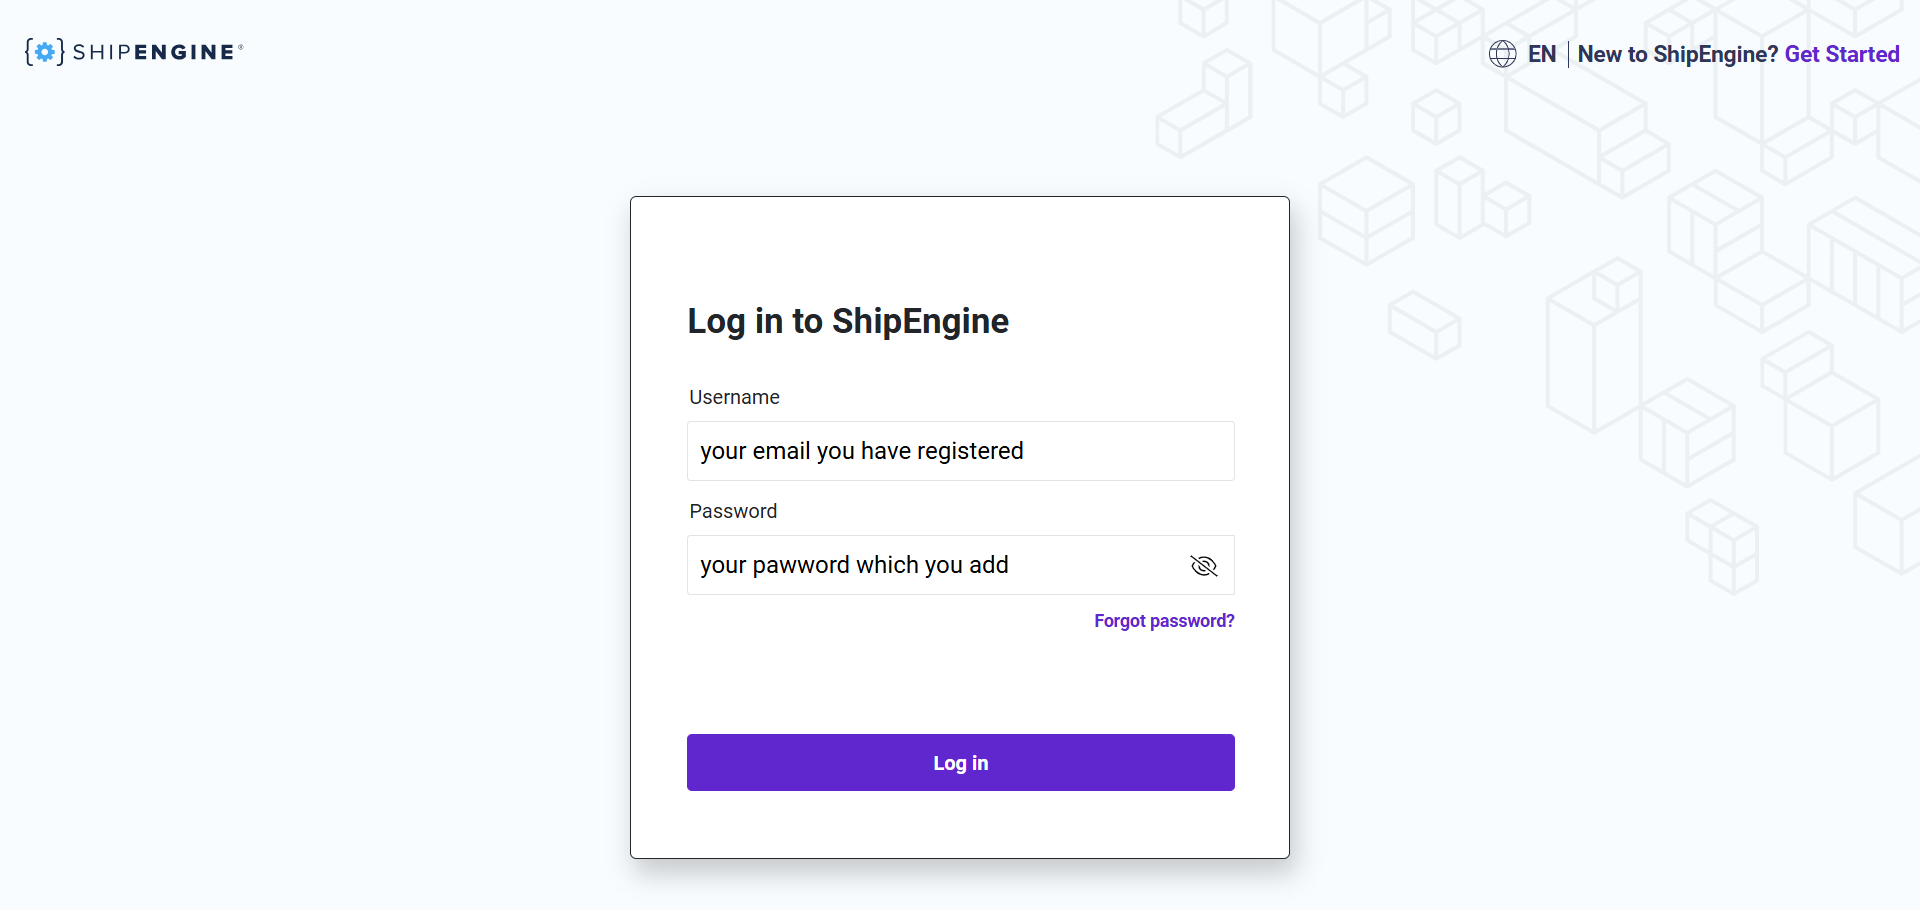 SHIPENGINE®
EN | New to ShipEngine? Get Started
Log in to ShipEngine
Username
your email you have registered
Password
your pawword which you add
Forgot password?
Log in